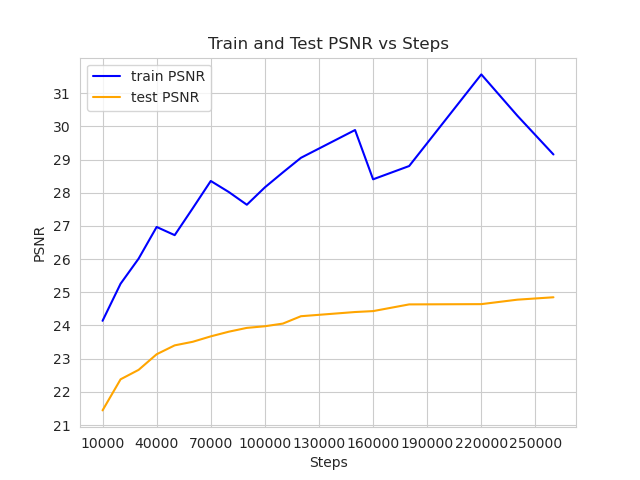 Train and Test PSNR vs Steps
train PSNR
test PSNR
PSNR
31
30
29
28
27
26
25
24
23
22
21
10000 40000 70000 100000 130000 160000 190000 220000 250000
Steps